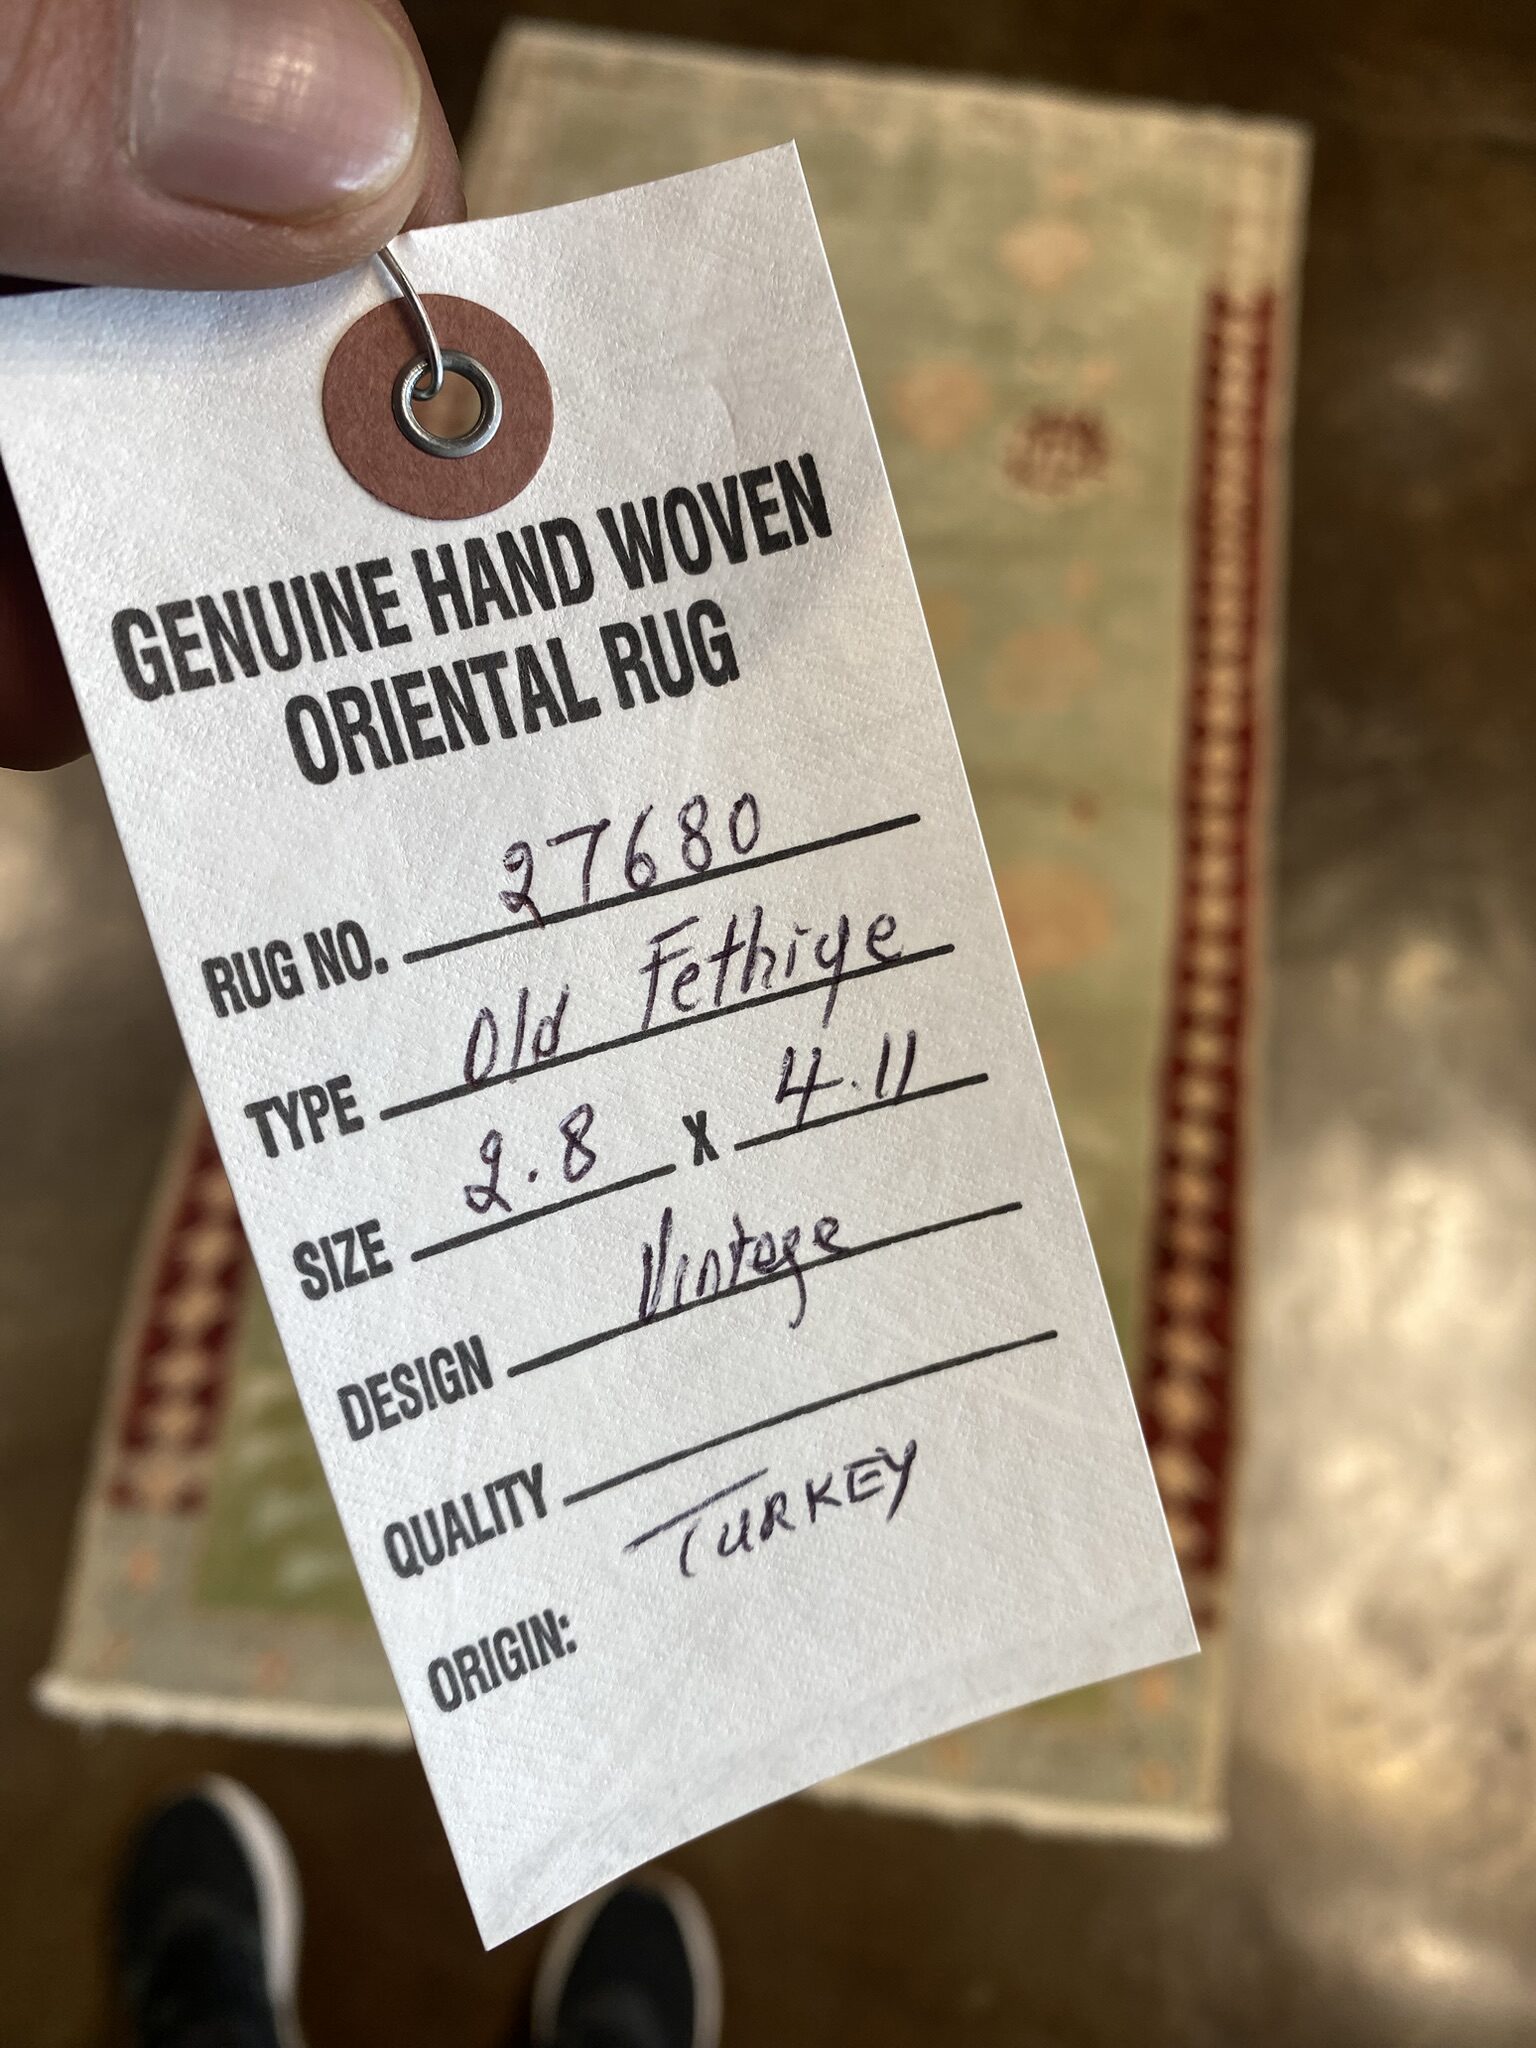 GENUINE HAND WOVEN
ORIENTAL RUG
RUG NO. 27680
TYPE Old Fethiye
SIZE 2.8 X 4.11
DESIGN Vintage
QUALITY
ORIGIN: TURKEY